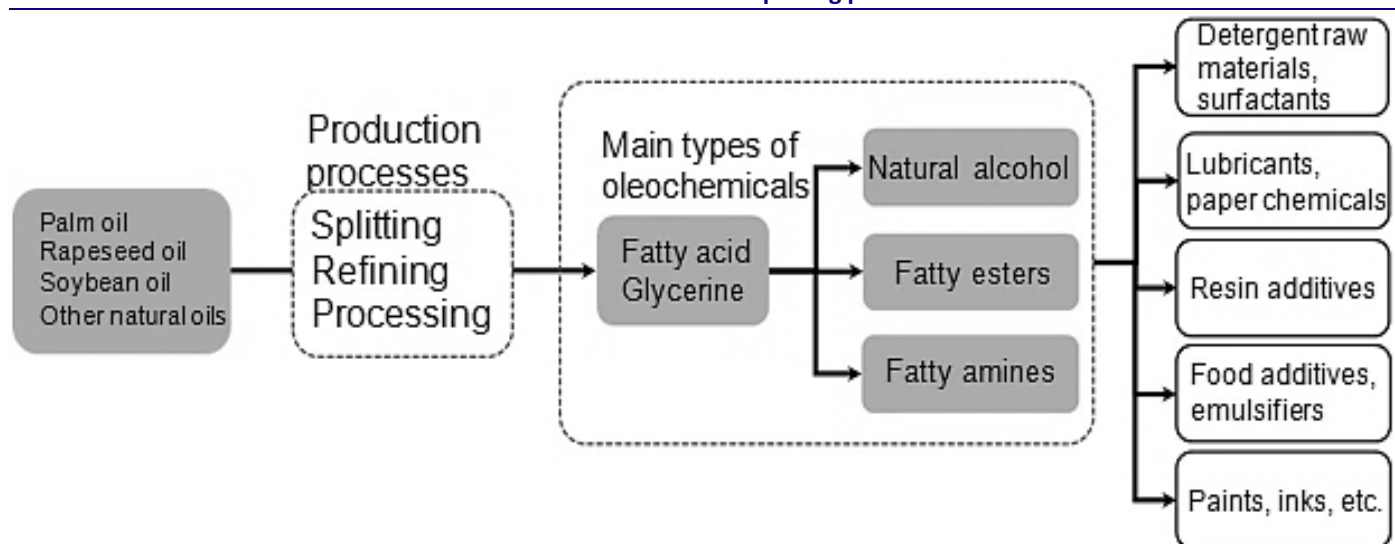 Palm oil
Rapeseed oil
Soybean oil
Other natural oils
Production
processes
Splitting
Refining
Processing
Main types of
oleochemicals
Fatty acid
Glycerine
Natural alcohol
Fatty esters
Fatty amines
Detergent raw
materials,
surfactants
Lubricants,
paper chemicals
Resin additives
Food additives,
emulsifiers
Paints, inks, etc.